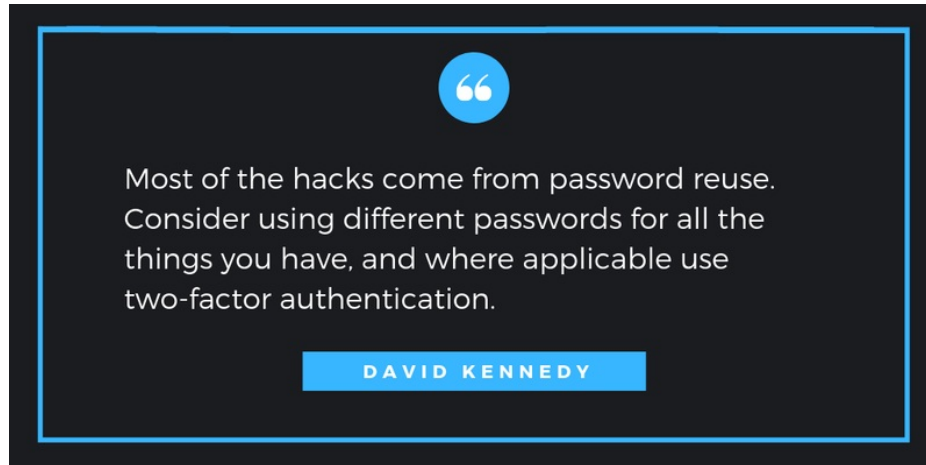 “
Most of the hacks come from password reuse.
Consider using different passwords for all the
things you have, and where applicable use
two-factor authentication.
DAVID KENNEDY